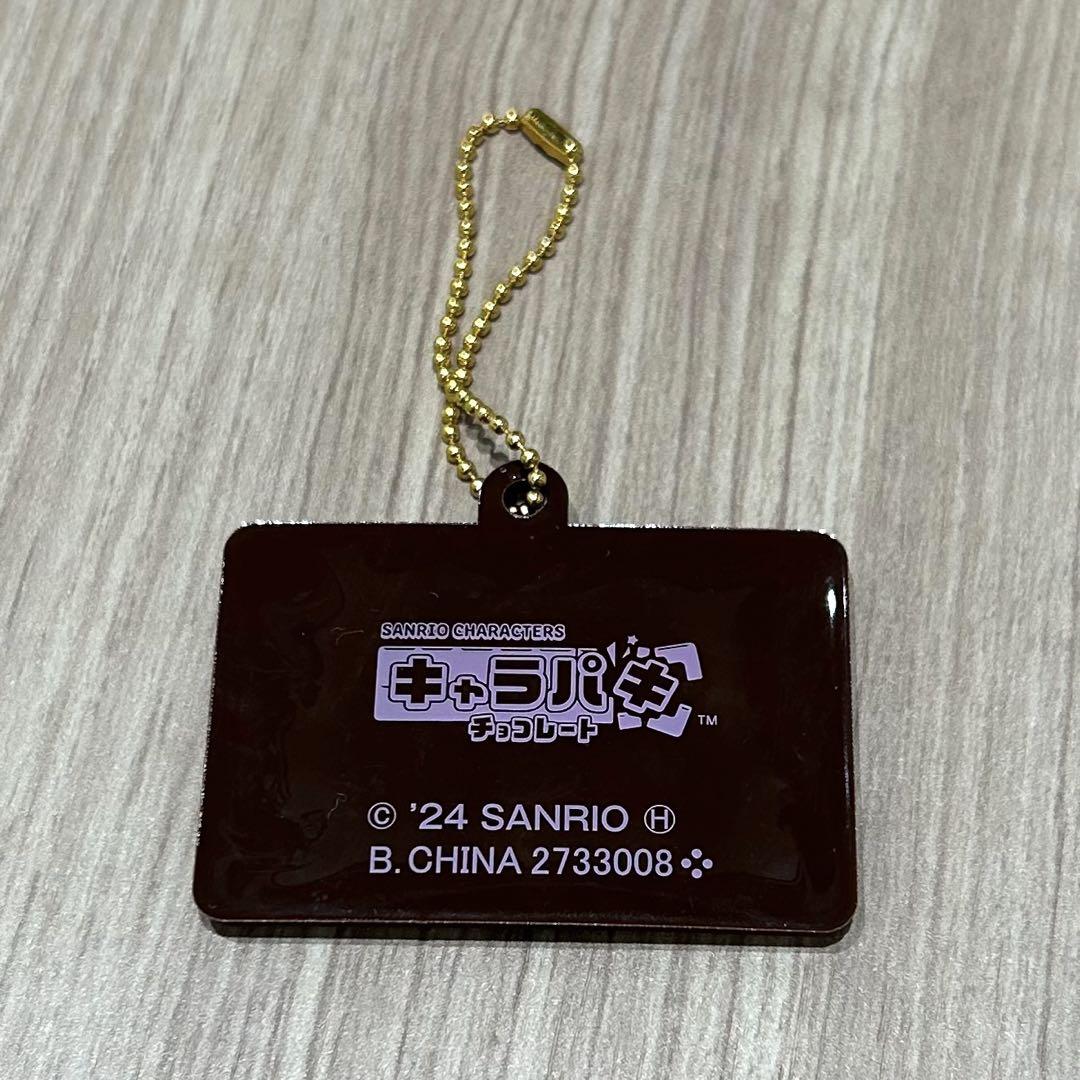 SANRIO CHARACTERS
キャラパキ
チョコレート ™
© '24 SANRIO Ⓗ
B. CHINA 2733008